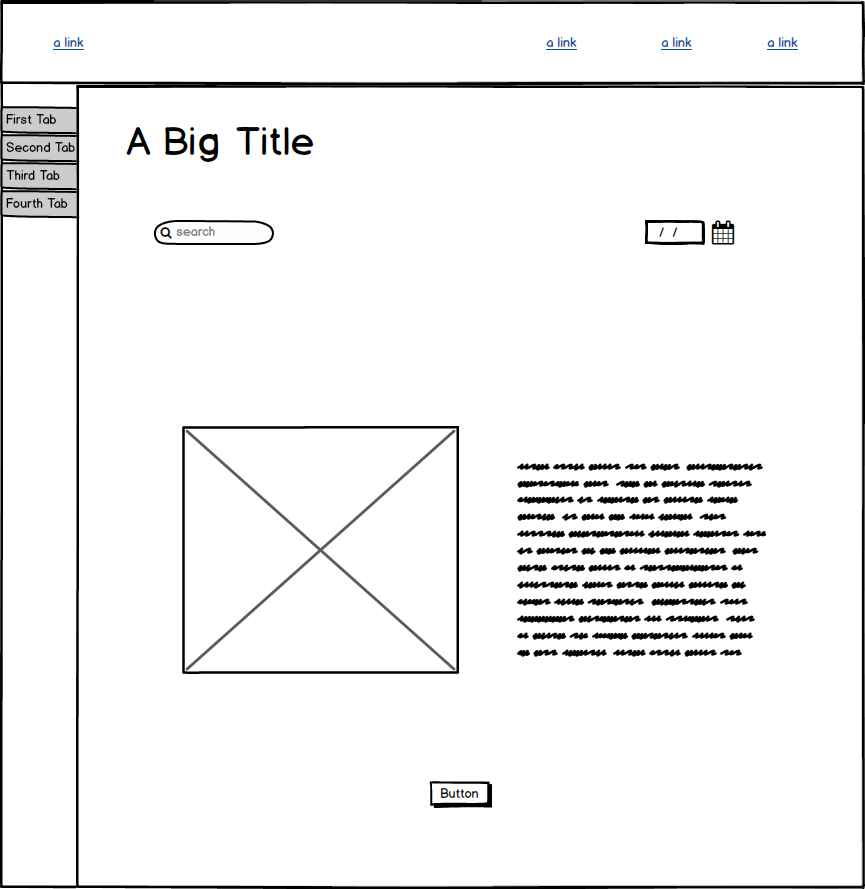 a link a link a link a link
First Tab
Second Tab
Third Tab
Fourth Tab
A Big Title
search
/ /
Button